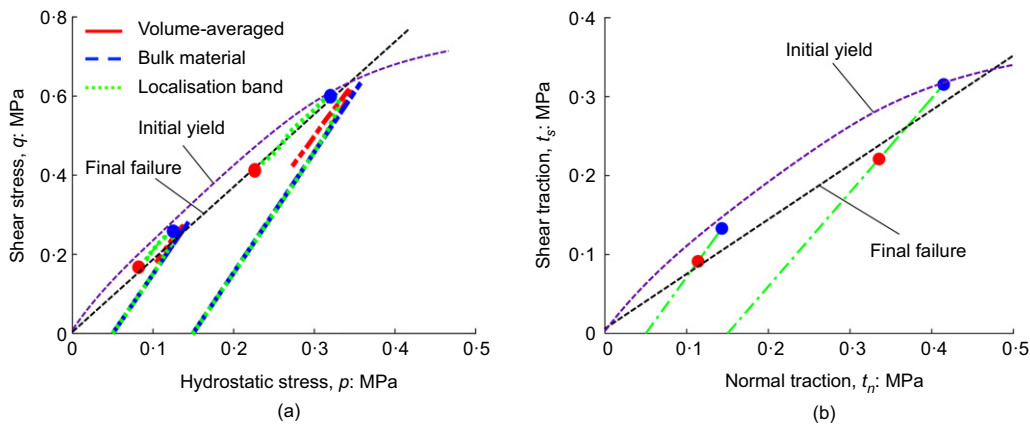 0·8
0·6
0·4
0·2
0
Shear stress, q: MPa
Volume-averaged
Bulk material
Localisation band
Initial yield
Final failure
0 0·1 0·2 0·3 0·4 0·5
Hydrostatic stress, p: MPa
(a)
0·4
0·3
0·2
0·1
0
Shear traction, tₛ: MPa
Initial yield
Final failure
0 0·1 0·2 0·3 0·4 0·5
Normal traction, tₙ: MPa
(b)